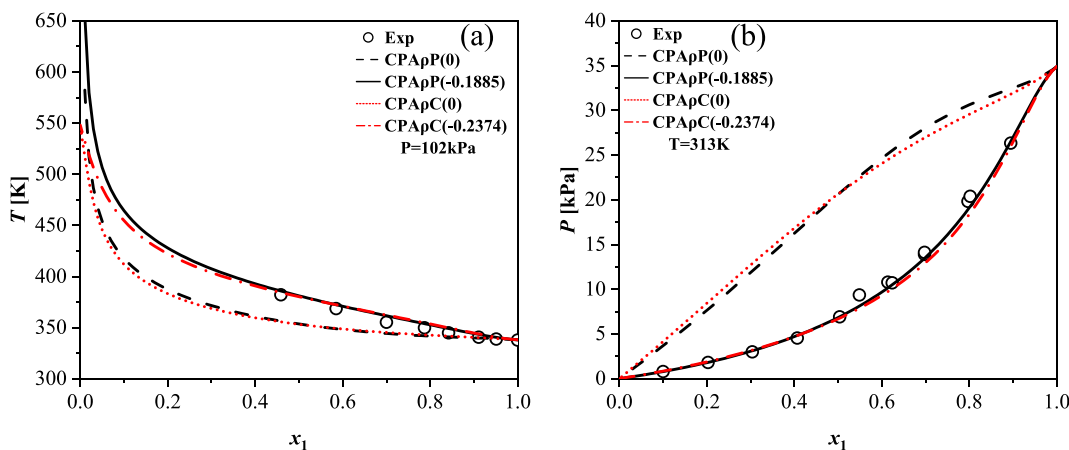 650
600
550
500
450
400
350
300
T [K]
0.0
0.2
0.4
0.6
0.8
1.0
x1
(a)
Exp
CPAρP(0)
CPAρP(-0.1885)
CPAρC(0)
CPAρC(-0.2374)
P=102kPa
40
35
30
25
20
15
10
5
0
P [kPa]
0.0
0.2
0.4
0.6
0.8
1.0
x1
(b)
Exp
CPAρP(0)
CPAρP(-0.1885)
CPAρC(0)
CPAρC(-0.2374)
T=313K